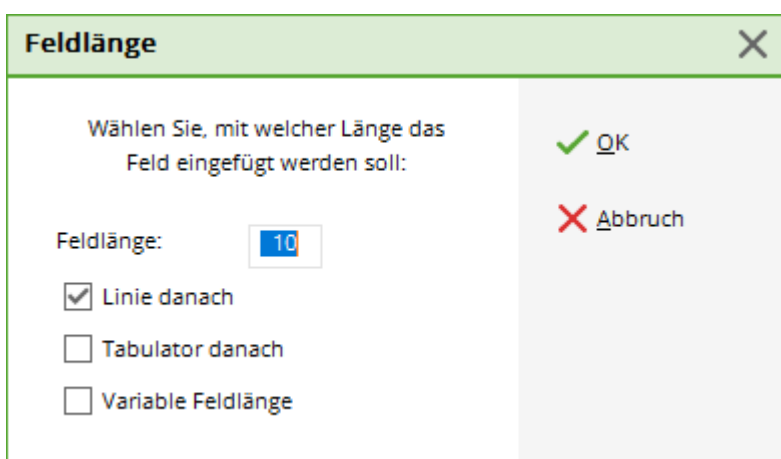 Feldlänge
Wählen Sie, mit welcher Länge das
Feld eingefügt werden soll:
OK
Abbruch
Feldlänge: 10
Linie danach
Tabulator danach
Variable Feldlänge